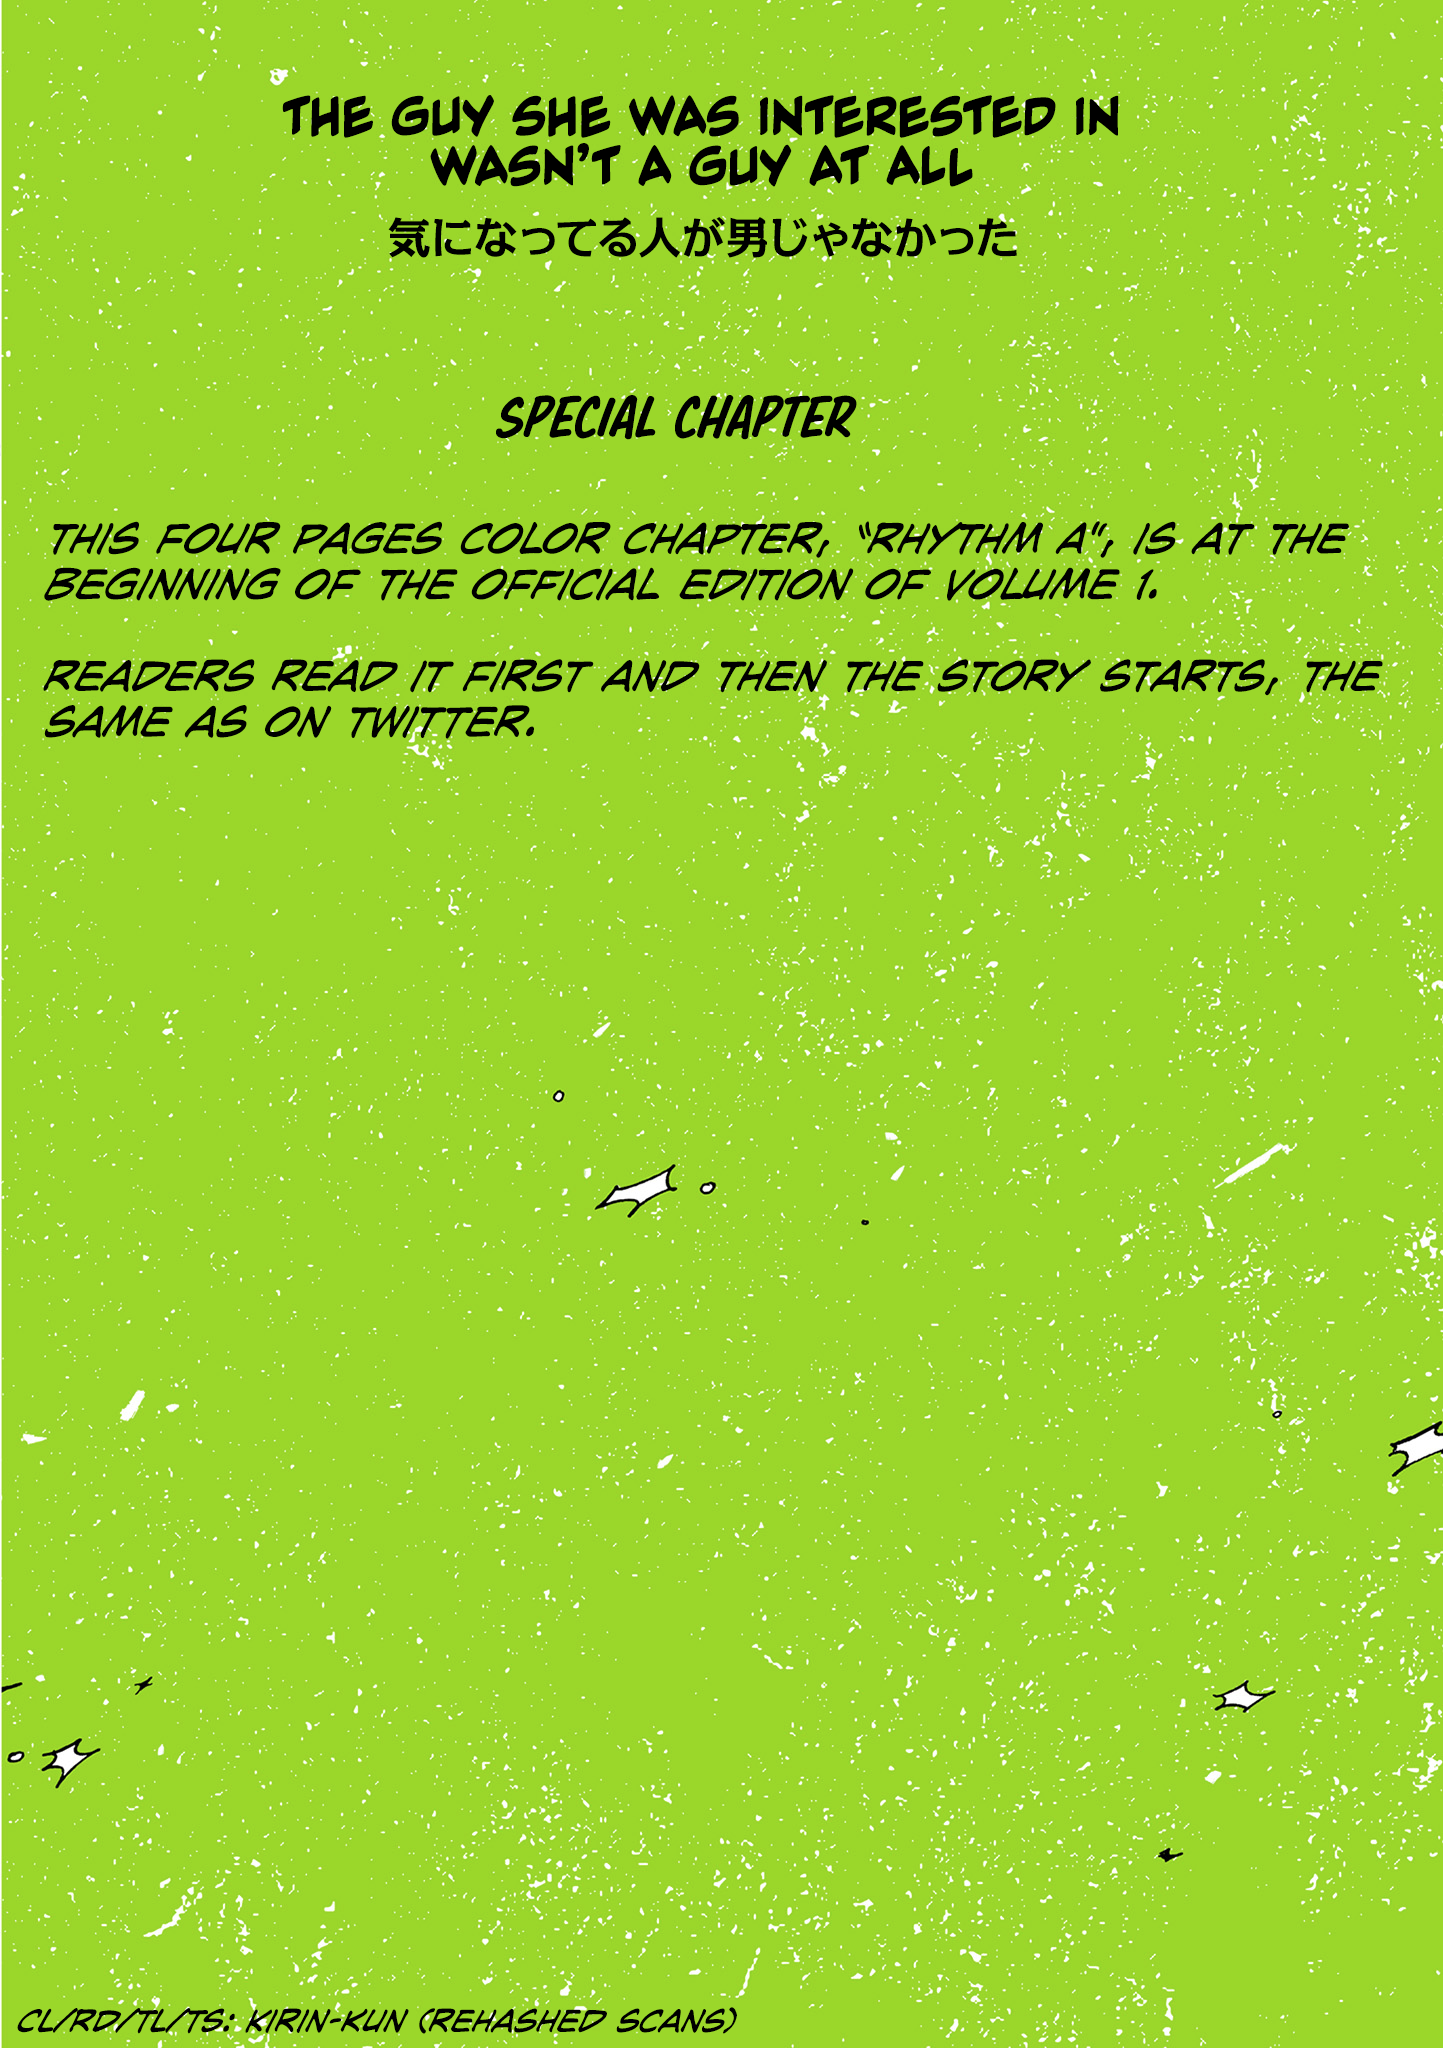 THE GUY SHE WAS INTERESTED IN
WASN'T A GUY AT ALL
気になってる人が男じゃなかった
SPECIAL CHAPTER
THIS FOUR PAGES COLOR CHAPTER, "RHYTHM A", IS AT THE
BEGINNING OF THE OFFICIAL EDITION OF VOLUME 1.
READERS READ IT FIRST AND THEN THE STORY STARTS, THE
SAME AS ON TWITTER.
CL/RD/TL/TS: KIRIN-KUN (REHASHED SCANS)